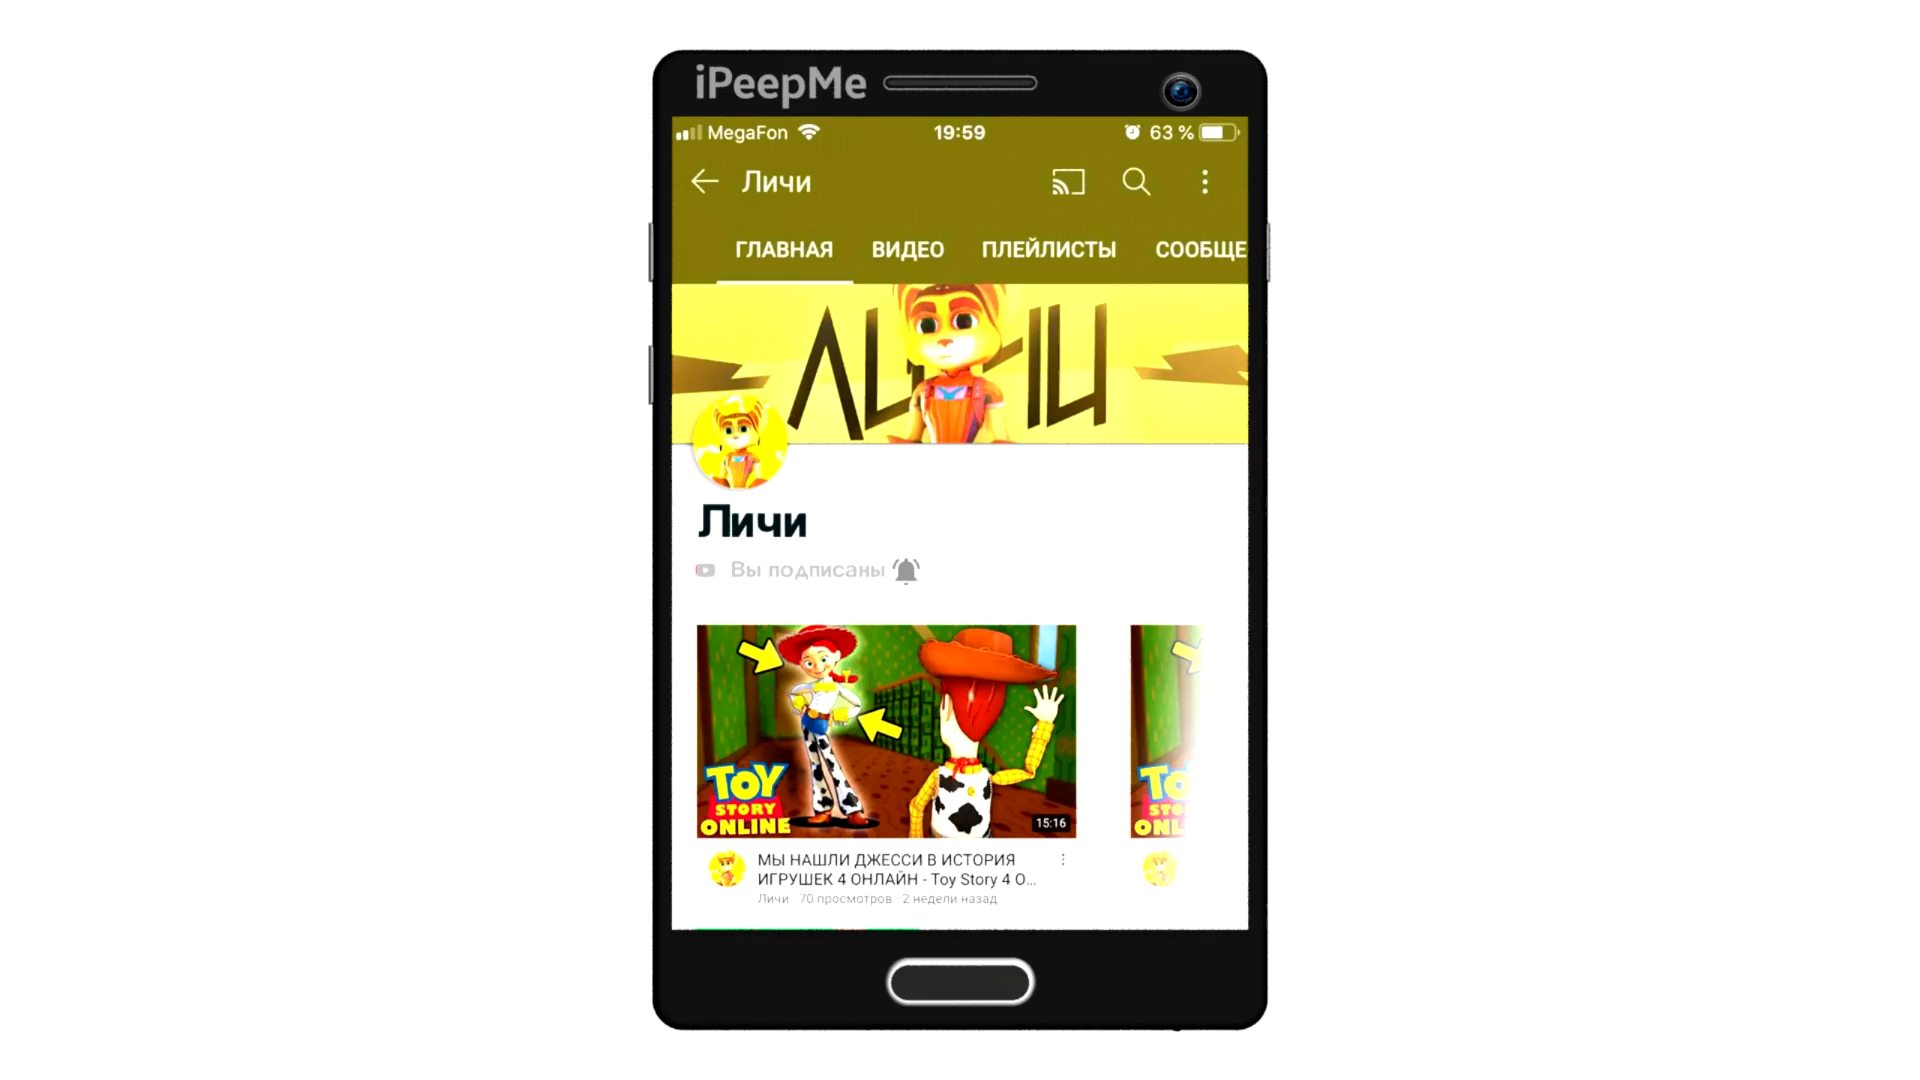 iPeepMe
MegaFon 19:59 63 %
Личи
ГЛАВНАЯ ВИДЕО ПЛЕЙЛИСТЫ СООБЩЕ
Личи
Вы подписаны
TOY
STORY
ONLINE
15:16
МЫ НАШЛИ ДЖЕССИ В ИСТОРИЯ
ИГРУШЕК 4 ОНЛАЙН - Toy Story 4 O...
Личи 70 просмотров 2 недели назад